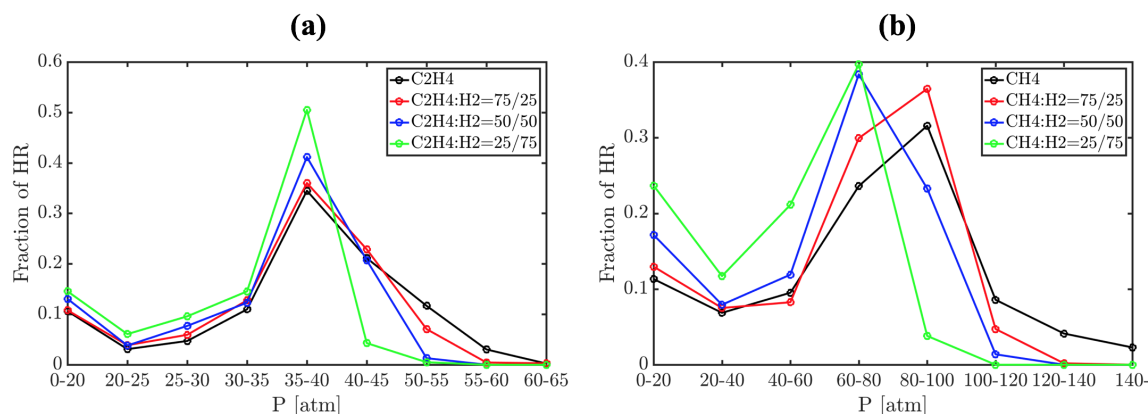 (a)
0.6
0.5
0.4
0.3
0.2
0.1
0
Fraction of HR
C2H4
C2H4:H2=75/25
C2H4:H2=50/50
C2H4:H2=25/75
0-20 20-25 25-30 30-35 35-40 40-45 50-55 55-60 60-65
P [atm]
(b)
0.4
0.3
0.2
0.1
0
Fraction of HR
CH4
CH4:H2=75/25
CH4:H2=50/50
CH4:H2=25/75
0-20 20-40 40-60 60-80 80-100 100-120 120-140 140-
P [atm]